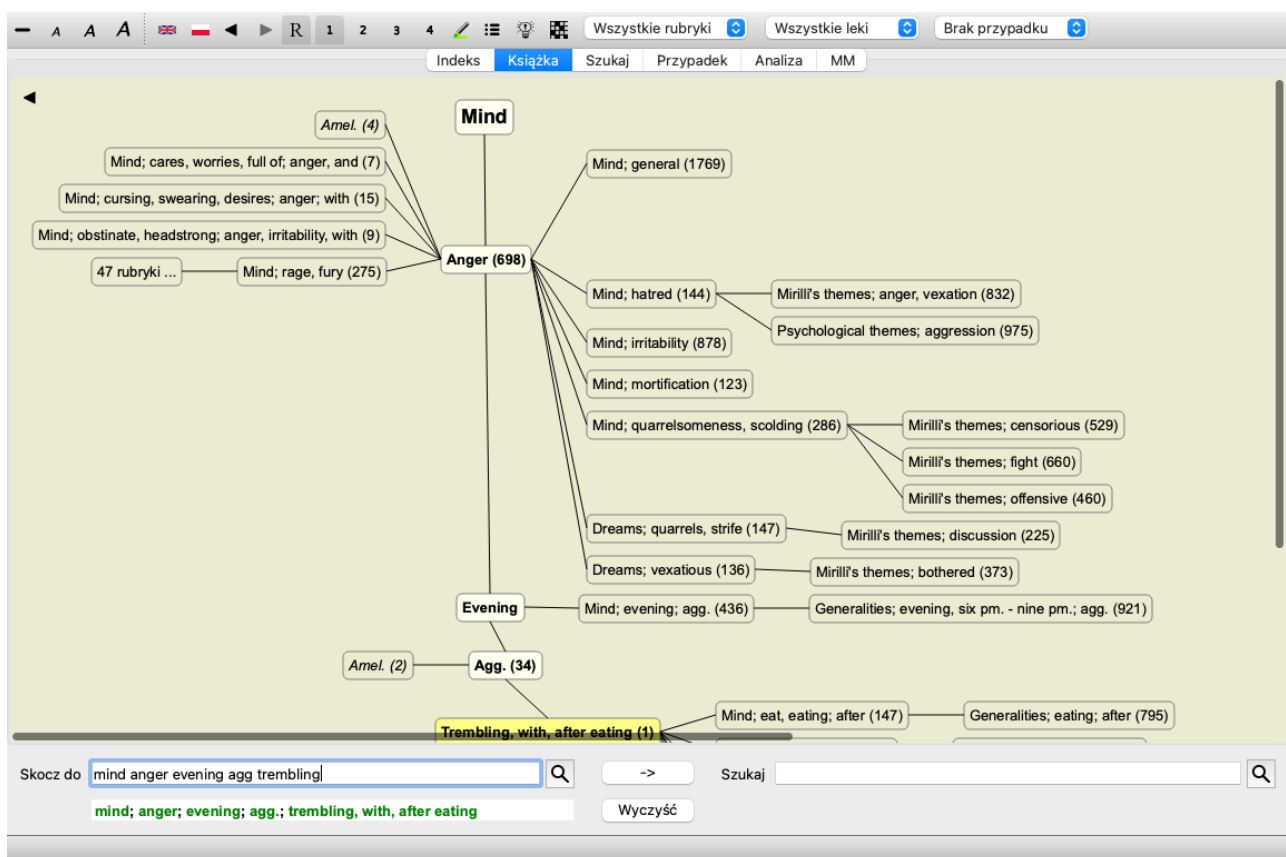 A A A R 1 2 3 4 Wszystkie rubryki Wszystkie leki Brak przypadku
Indeks Książka Szukaj Przypadek Analiza MM
Mind
Amel. (4)
Mind; cares, worries, full of; anger, and (7)
Mind; general (1769)
Mind; cursing, swearing, desires; anger; with (15)
Mind; obstinate, headstrong; anger, irritability, with (9)
Anger (698)
47 rubryki ... Mind; rage, fury (275)
Mind; hatred (144) Mirilli's themes; anger, vexation (832)
Psychological themes; aggression (975)
Mind; irritability (878)
Mind; mortification (123)
Mind; quarrelsomeness, scolding (286) Mirilli's themes; censorious (529)
Mirilli's themes; fight (660)
Mirilli's themes; offensive (460)
Dreams; quarrels, strife (147) Mirilli's themes; discussion (225)
Dreams; vexatious (136) Mirilli's themes; bothered (373)
Evening Mind; evening; agg. (436) Generalities; evening, six pm. - nine pm.; agg. (921)
Amel. (2) Agg. (34)
Mind; eat, eating; after (147) Generalities; eating; after (795)
Trembling, with, after eating (1)
Skocz do mind anger evening agg trembling -> Szukaj
mind; anger; evening; agg.; trembling, with, after eating Wyczyść